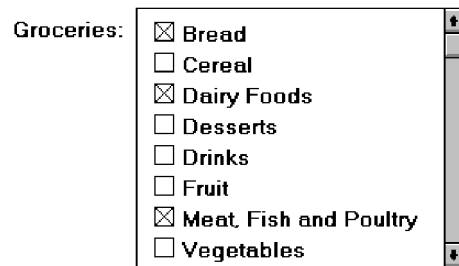 Groceries:
Bread
Cereal
Dairy Foods
Desserts
Drinks
Fruit
Meat, Fish and Poultry
Vegetables